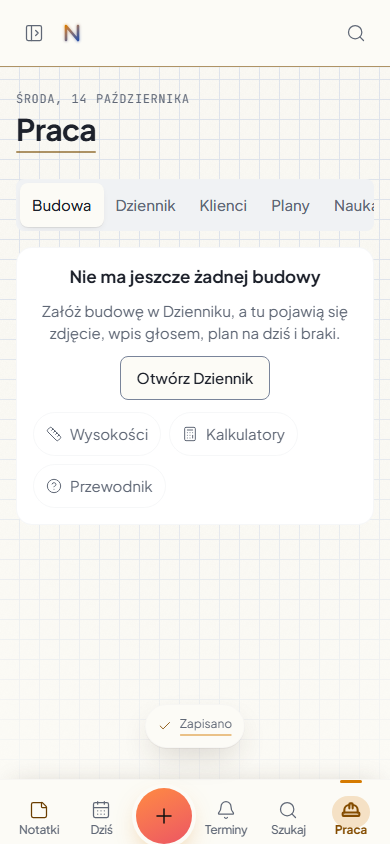 N
ŚRODA, 14 PAŹDZIERNIKA
Praca
Budowa Dziennik Klienci Plany Nauka
Nie ma jeszcze żadnej budowy
Załóż budowę w Dzienniku, a tu pojawią się
zdjęcie, wpis głosem, plan na dziś i braki.
Otwórz Dziennik
Wysokości Kalkulatory
Przewodnik
Zapisano
Notatki Dziś Terminy Szukaj Praca